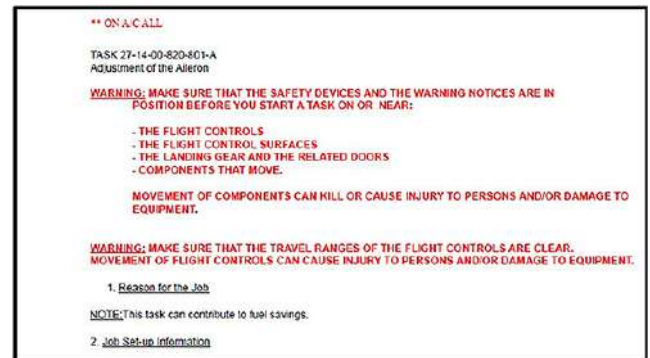 ** ON A/C ALL
TASK 27-14-00-820-801-A
Adjustment of the Aileron
WARNING: MAKE SURE THAT THE SAFETY DEVICES AND THE WARNING NOTICES ARE IN
POSITION BEFORE YOU START A TASK ON OR NEAR:
- THE FLIGHT CONTROLS
- THE FLIGHT CONTROL SURFACES
- THE LANDING GEAR AND THE RELATED DOORS
- COMPONENTS THAT MOVE.
MOVEMENT OF COMPONENTS CAN KILL OR CAUSE INJURY TO PERSONS AND/OR DAMAGE TO
EQUIPMENT.
WARNING: MAKE SURE THAT THE TRAVEL RANGES OF THE FLIGHT CONTROLS ARE CLEAR.
MOVEMENT OF FLIGHT CONTROLS CAN CAUSE INJURY TO PERSONS AND/OR DAMAGE TO EQUIPMENT.
1. Reason for the Job
NOTE:This task can contribute to fuel savings.
2. Job Set-up Information